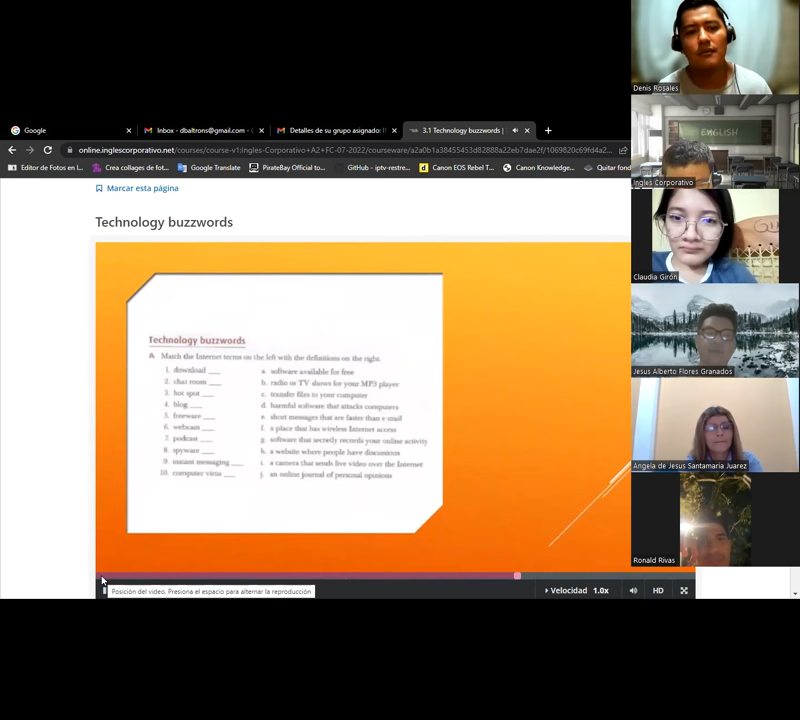 Google
Inbox - dbaltrons@gmail.com -
Detalles de su grupo asignado: I
3.1 Technology buzzwords |
online.inglescorporativo.net/courses/course-v1:Ingles-Corporativo+A2+FC-07-2022/courseware/a2a0b1a38455453d82888a22eb7dae2f/1069820c69fd4a2...
Editor de Fotos en l...
Crea collages de fot...
Google Translate
PirateBay Official to...
GitHub - iptv-restre...
Canon EOS Rebel T...
Canon Knowledge...
Quitar fond
Marcar esta página
Technology buzzwords
Technology buzzwords
A Match the Internet terms on the left with the definitions on the right.
1. download ___ a. software available for free
2. chat room ___ b. radio or TV shows for your MP3 player
3. hot spot ___ c. transfer files to your computer
4. blog ___ d. harmful software that attacks computers
5. freeware ___ e. short messages that are faster than e-mail
6. webcam ___ f. a place that has wireless Internet access
7. podcast ___ g. software that secretly records your online activity
8. spyware ___ h. a website where people have discussions
9. instant messaging ___ i. a camera that sends live video over the Internet
10. computer virus ___ j. an online journal of personal opinions
Posición del video. Presiona el espacio para alternar la reproducción
Velocidad 1.0x
HD
Denis Rosales
ENGLISH
Ingles Corporativo
Claudia Girón
Jesus Alberto Flores Granados
Angela de Jesus Santamaria Juarez
Ronald Rivas